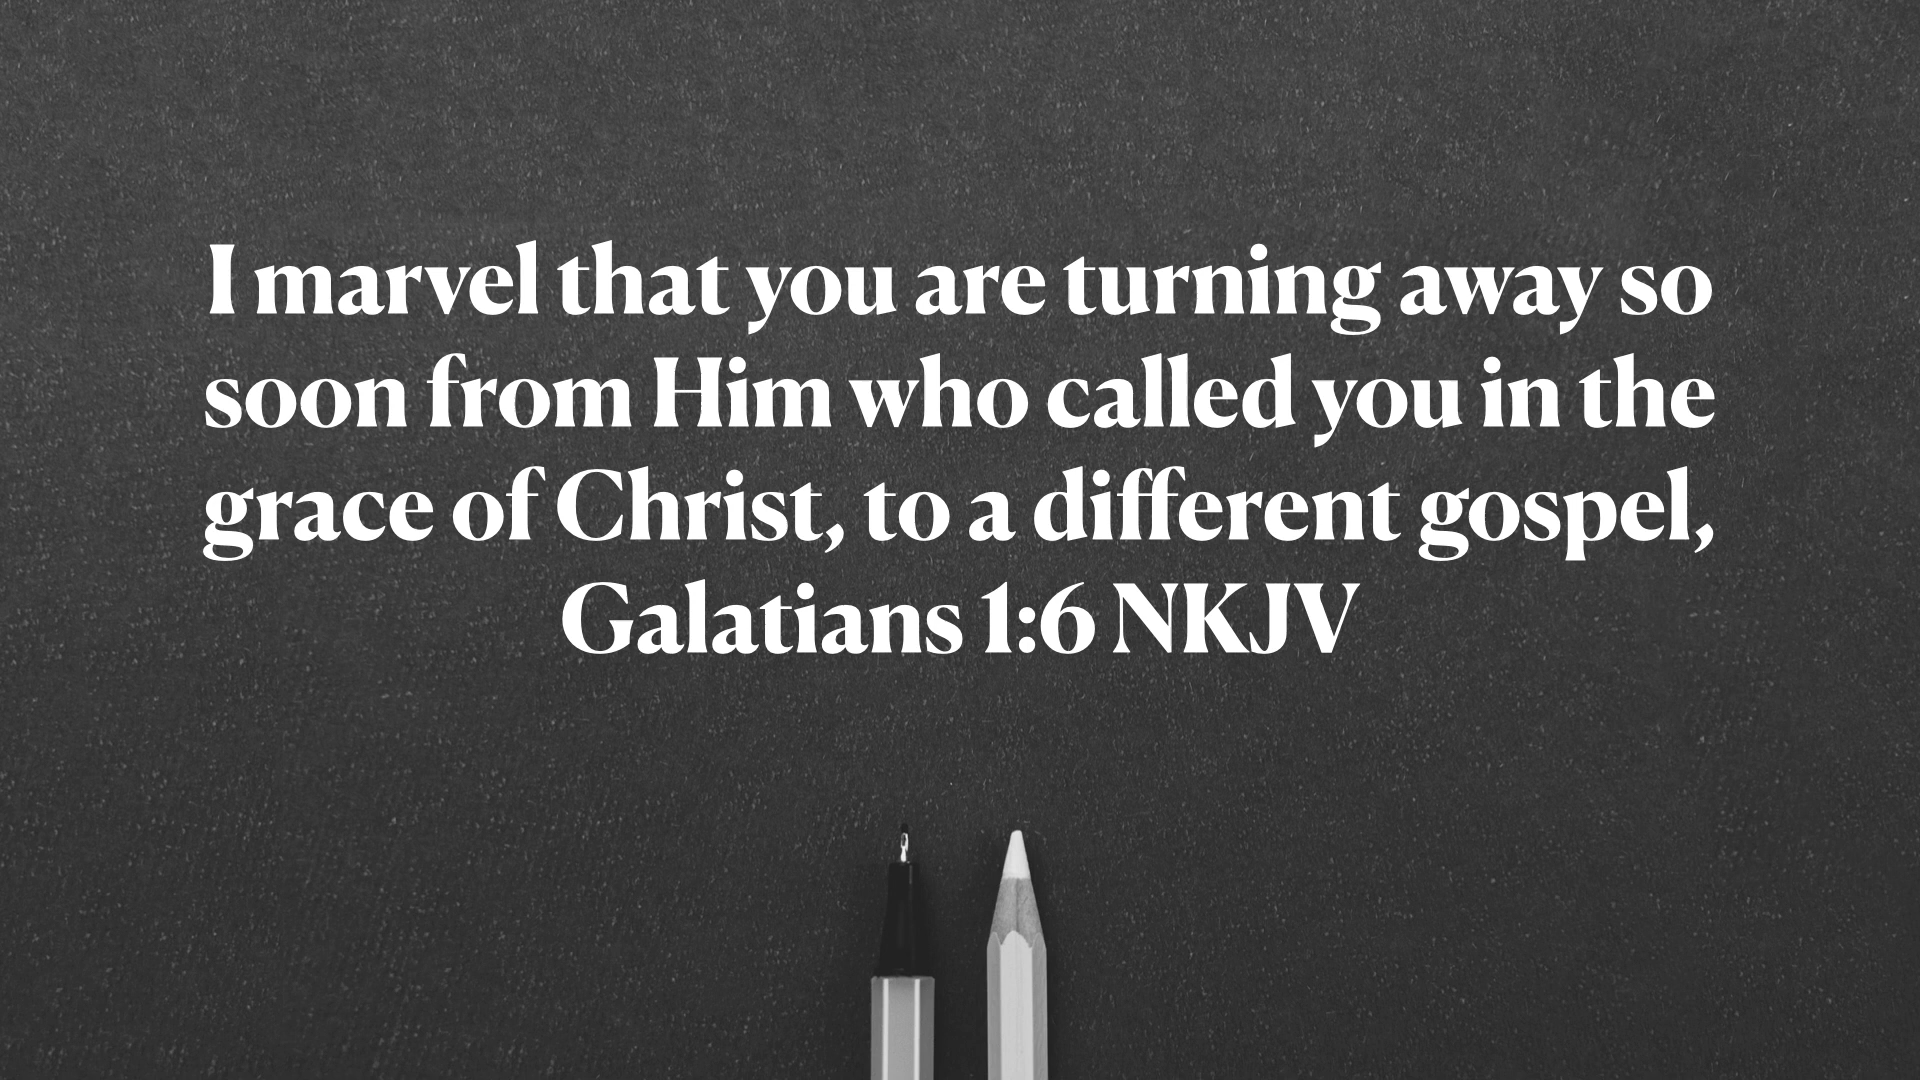 I marvel that you are turning away so
soon from Him who called you in the
grace of Christ, to a different gospel,
Galatians 1:6 NKJV